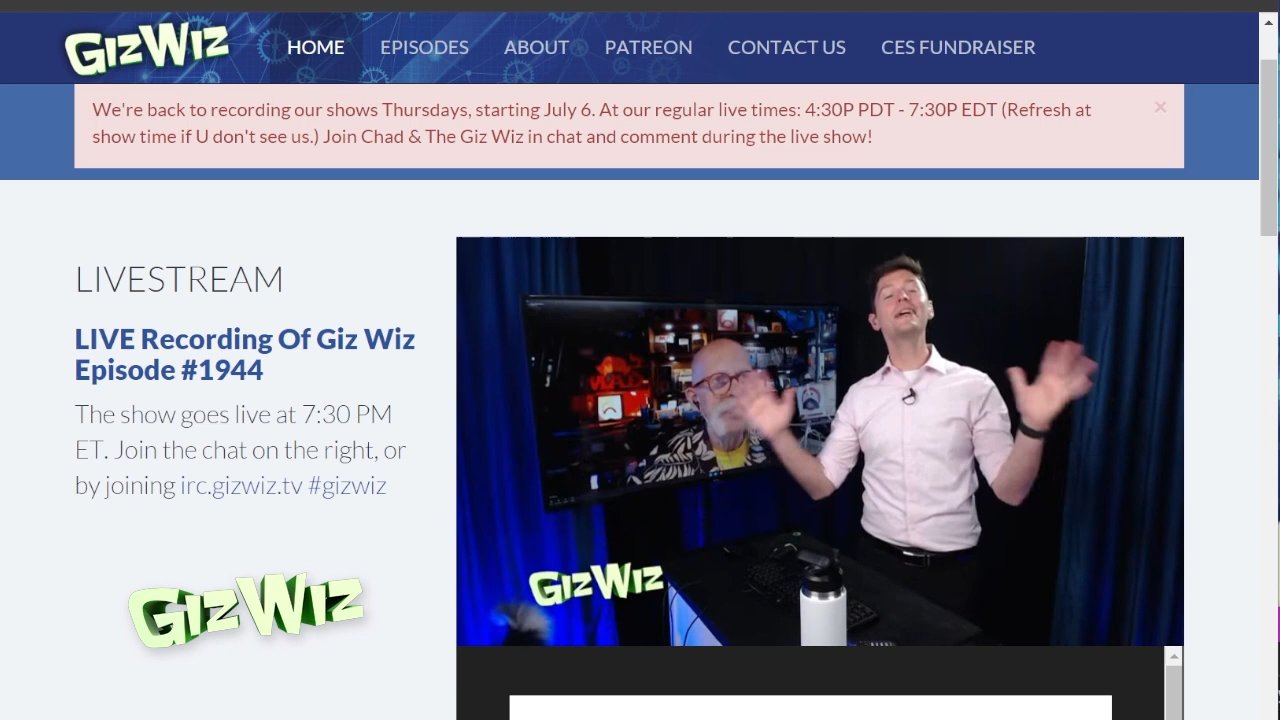 GIZWIZ
HOME EPISODES ABOUT PATREON CONTACT US CES FUNDRAISER
We're back to recording our shows Thursdays, starting July 6. At our regular live times: 4:30P PDT - 7:30P EDT (Refresh at
show time if U don't see us.) Join Chad & The Giz Wiz in chat and comment during the live show!
×
LIVESTREAM
LIVE Recording Of Giz Wiz
Episode #1944
The show goes live at 7:30 PM
ET. Join the chat on the right, or
by joining irc.gizwiz.tv #gizwiz
GIZWIZ
GIZWIZ